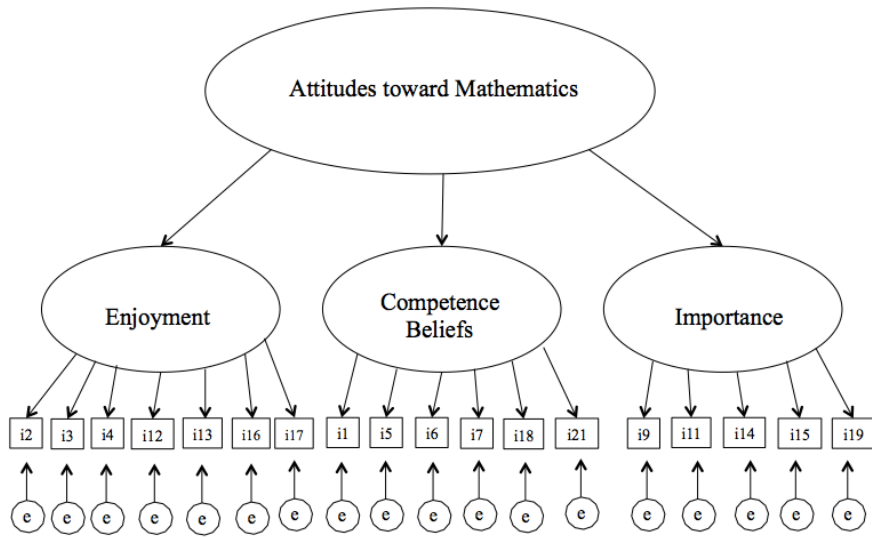 Attitudes toward Mathematics
Enjoyment
Competence
Beliefs
Importance
i2 i3 i4 i12 i13 i16 i17 i1 i5 i6 i7 i18 i21 i9 i11 i14 i15 i19
e e e e e e e e e e e e e e e e e e